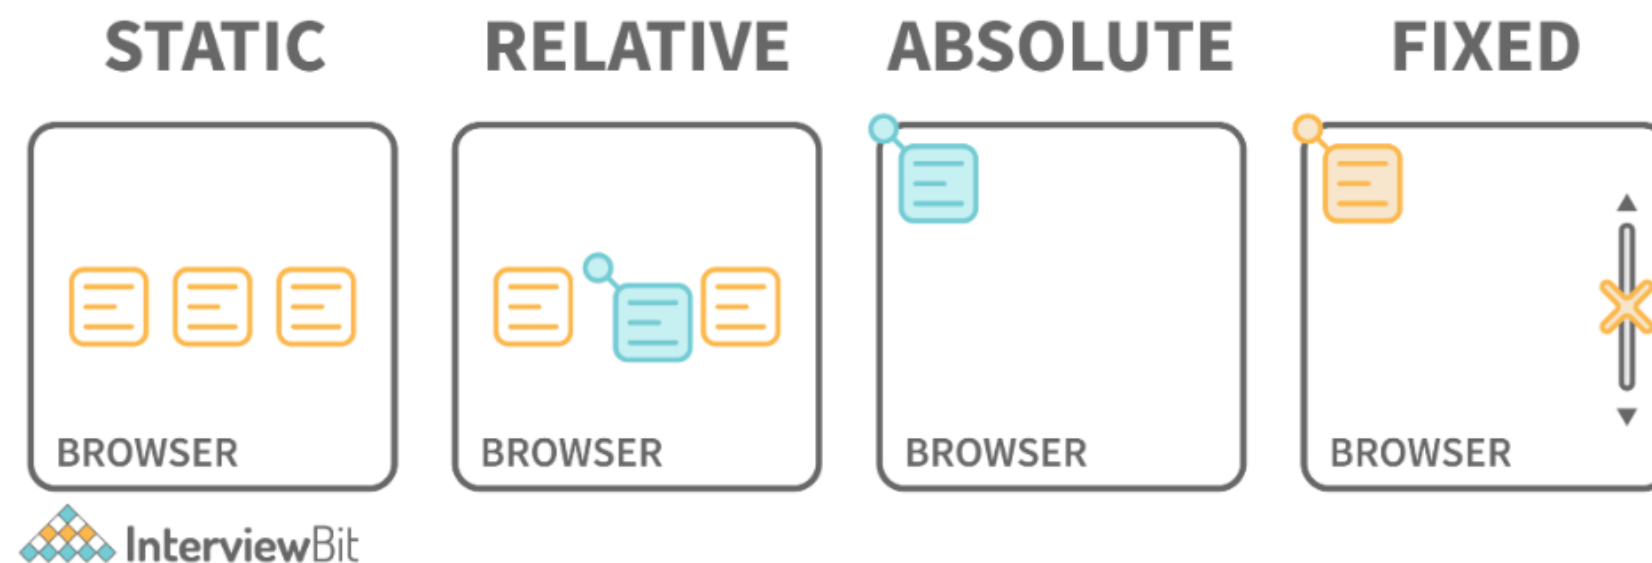 STATIC RELATIVE ABSOLUTE FIXED
BROWSER BROWSER BROWSER BROWSER
InterviewBit